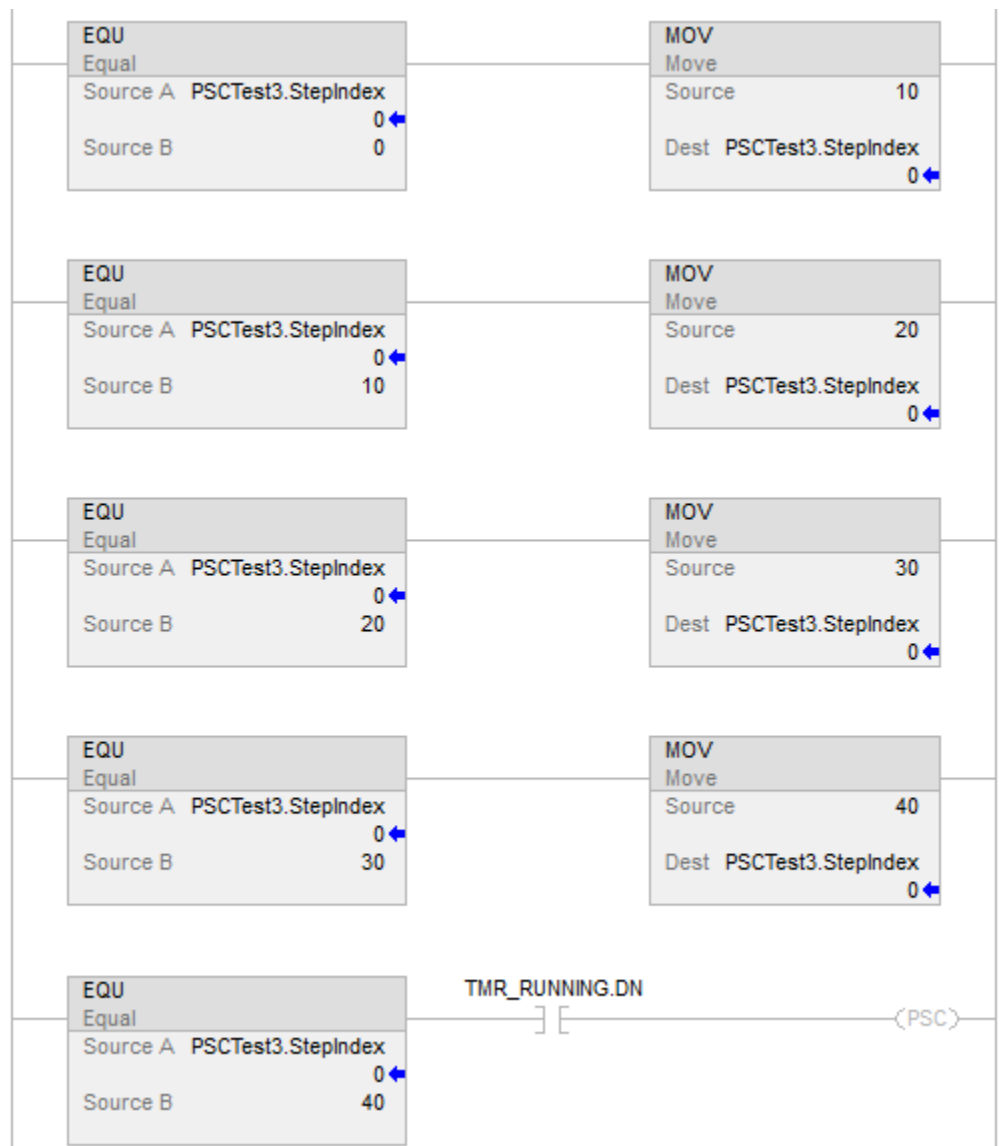 EQU MOV
Equal Move
Source A PSCTest3.StepIndex Source 10
0
Source B 0 Dest PSCTest3.StepIndex
0
EQU MOV
Equal Move
Source A PSCTest3.StepIndex Source 20
0
Source B 10 Dest PSCTest3.StepIndex
0
EQU MOV
Equal Move
Source A PSCTest3.StepIndex Source 30
0
Source B 20 Dest PSCTest3.StepIndex
0
EQU MOV
Equal Move
Source A PSCTest3.StepIndex Source 40
0
Source B 30 Dest PSCTest3.StepIndex
0
EQU TMR_RUNNING.DN
Equal (PSC)
Source A PSCTest3.StepIndex
0
Source B 40